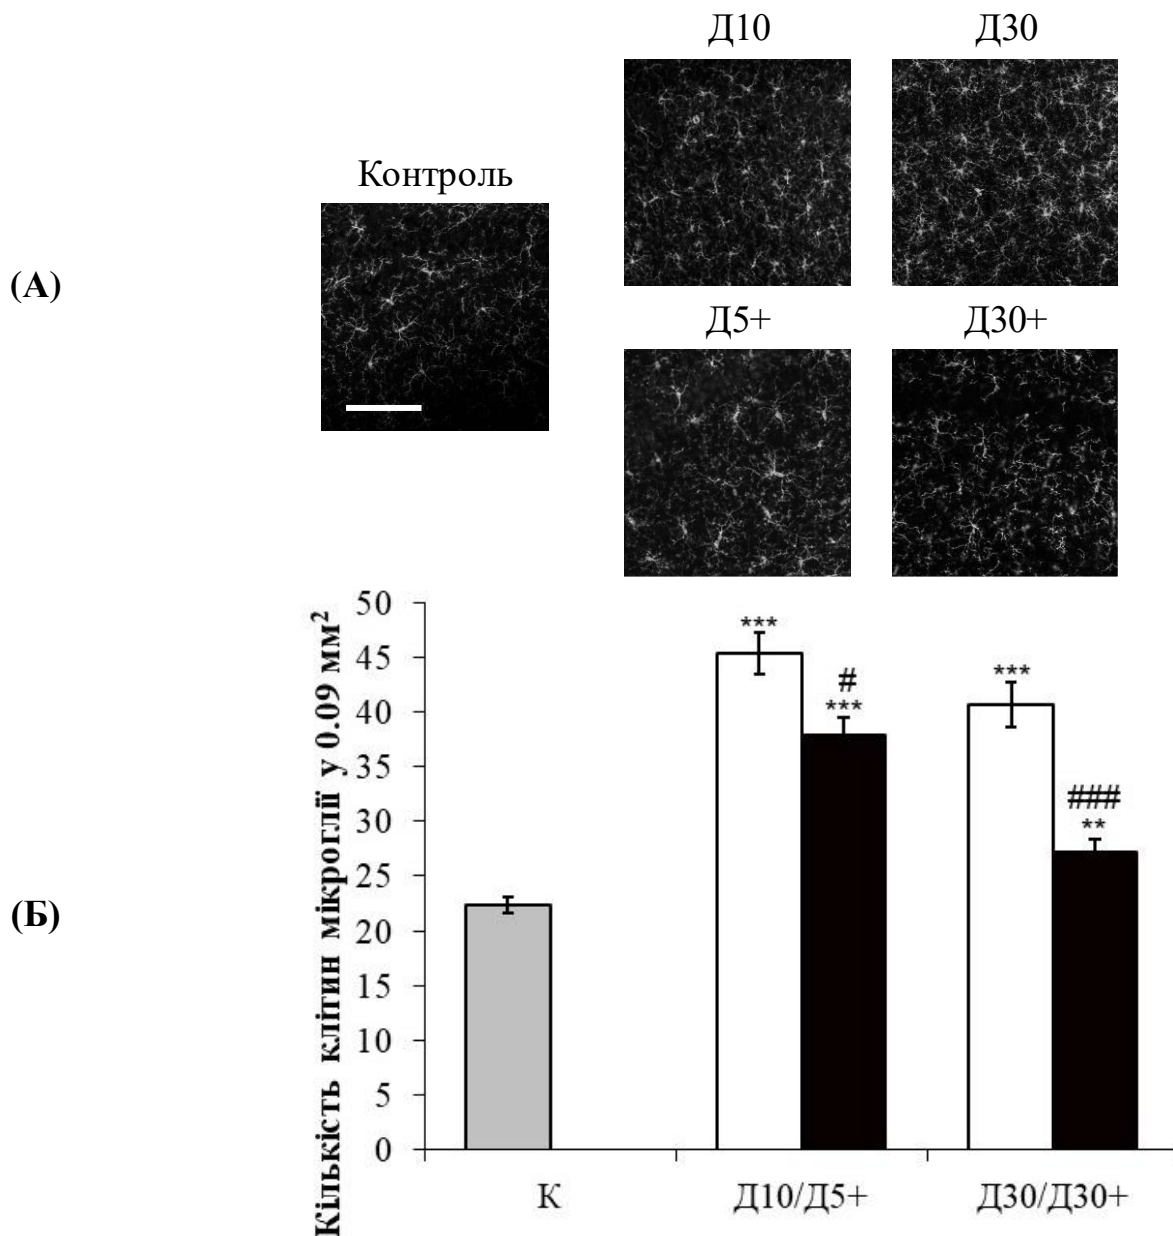 Д10 Д30
Контроль
(А)
Д5+ Д30+
Кількість клітин мікроглії у 0.09 мм²
50
45
40
35
30
25
20
15
10
5
0
***
#
***
***
###
**
(Б)
К Д10/Д5+ Д30/Д30+